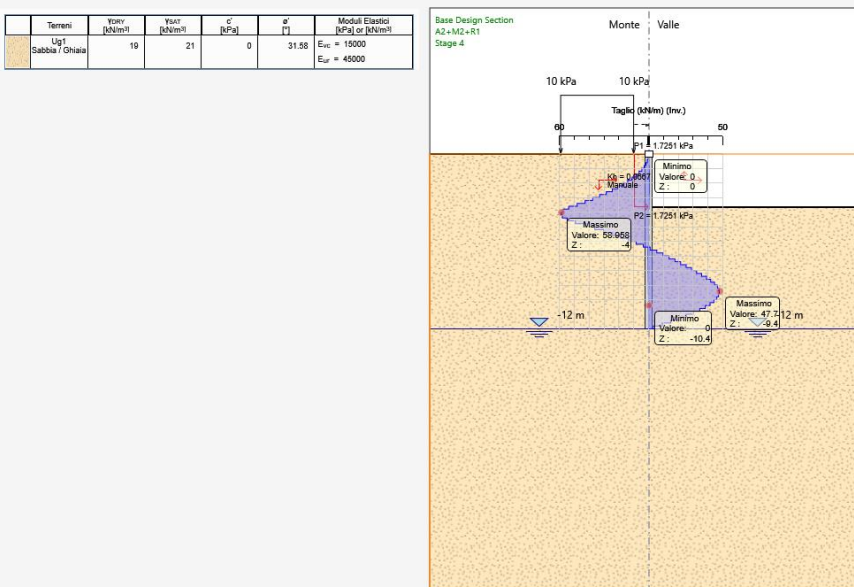 Terreni γDRY [kN/m³] γSAT [kN/m³] c' [kPa] ø' [°] Moduli Elastici [kPa] or [kN/m³]
Ug1 Sabbia / Ghiaia 19 21 0 31.58 Evc = 15000
Eur = 45000
Base Design Section
A2+M2+R1
Stage 4
Monte Valle
10 kPa 10 kPa
Taglio (kN/m) (Inv.)
60 50
P1 = 1.7251 kPa
Minimo
Valore: 0
Z : 0
Manuale
P2 = 1.7251 kPa
Massimo
Valore: 58.958
Z : -4
Massimo
Valore: 47.7
Z : -9.4
-12 m
12 m
Minimo
Valore: 0
Z : -10.4